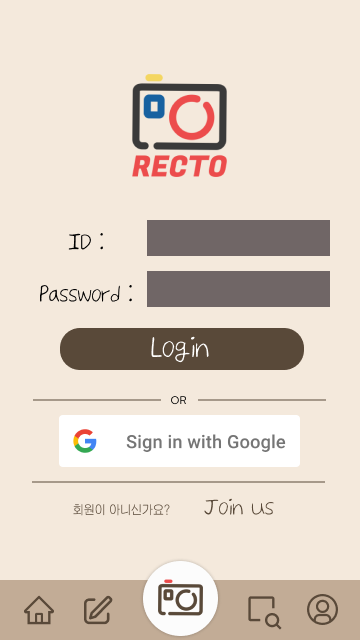 RECTO
ID :
Password :
Login
OR
Sign in with Google
회원이 아니신가요? Join us